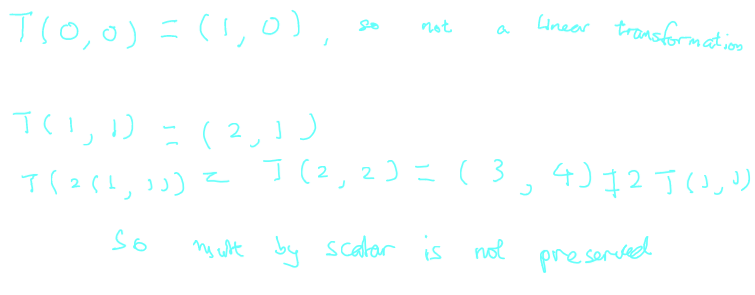 T(0,0) = (1,0), so not a linear transformation
T(1,1) = (2,1)
T(2(1,1)) = T(2,2) = (3,4) ≠ 2T(1,1)
So mult by scalar is not preserved